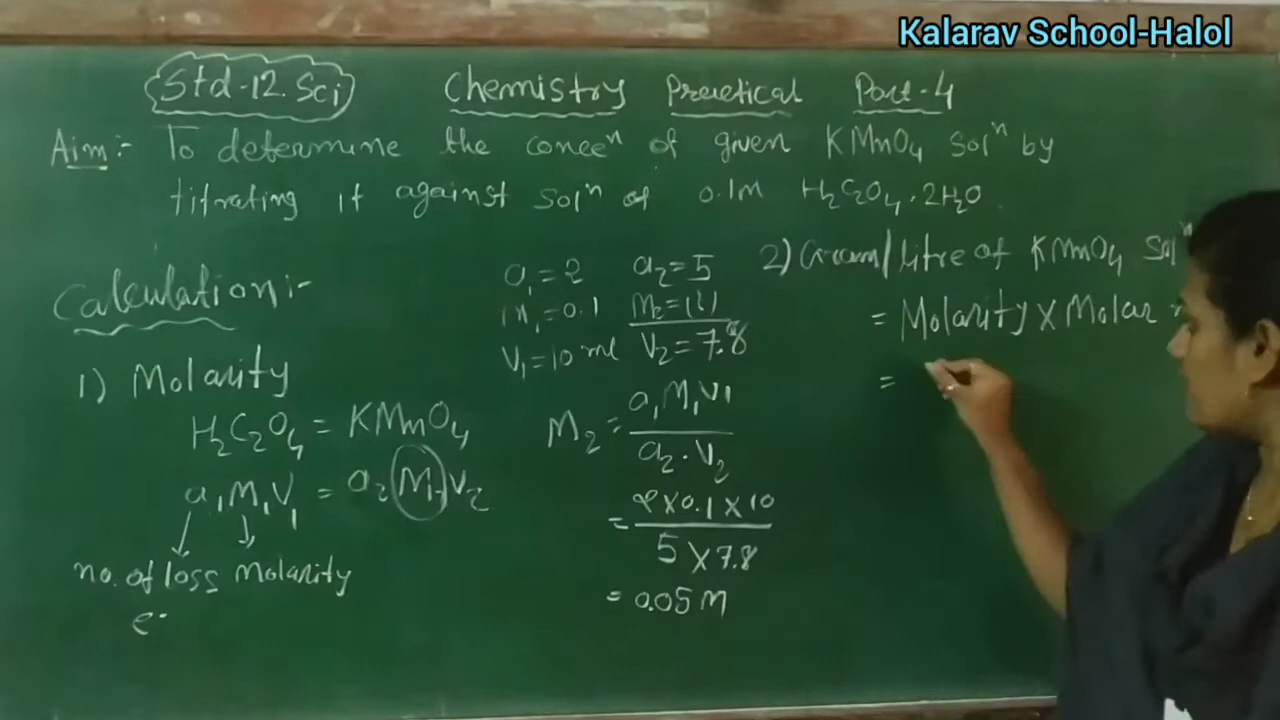 Kalarav School-Halol
Std-12.Sci Chemistry Practical Part-4
Aim:- To determine the concenⁿ of given KMnO₄ Solⁿ by
titrating it against Solⁿ of 0.1M H₂C₂O₄.2H₂O
Calculation:-
1) Molarity
H₂C₂O₄ = KMnO₄
a₁M₁V₁ = a₂M₂V₂
no. of loss Molarity
e⁻
a₁=2 a₂=5
M₁=0.1 M₂=(?)
V₁=10 ml V₂=7.8
M₂ = a₁M₁V₁
a₂.V₂
= 2×0.1×10
5×7.8
= 0.05M
2) Gram/litre of KMnO₄ Solⁿ
= Molarity × Molar
=